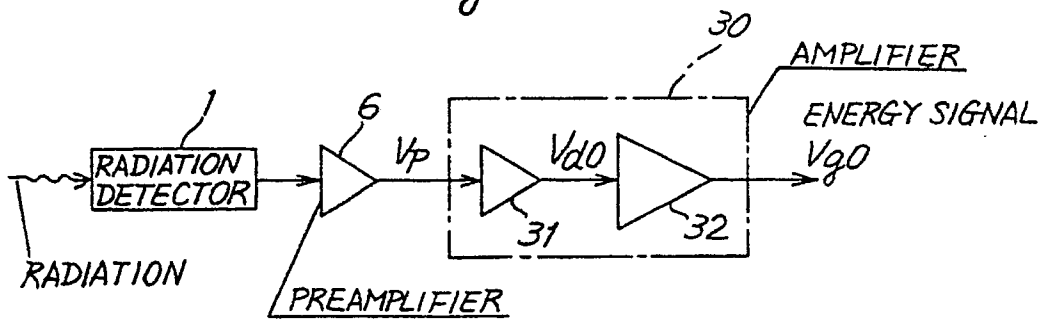 30
AMPLIFIER
1
6
ENERGY SIGNAL
RADIATION
DETECTOR
Vp
Vd0
Vg0
31
32
RADIATION
PREAMPLIFIER